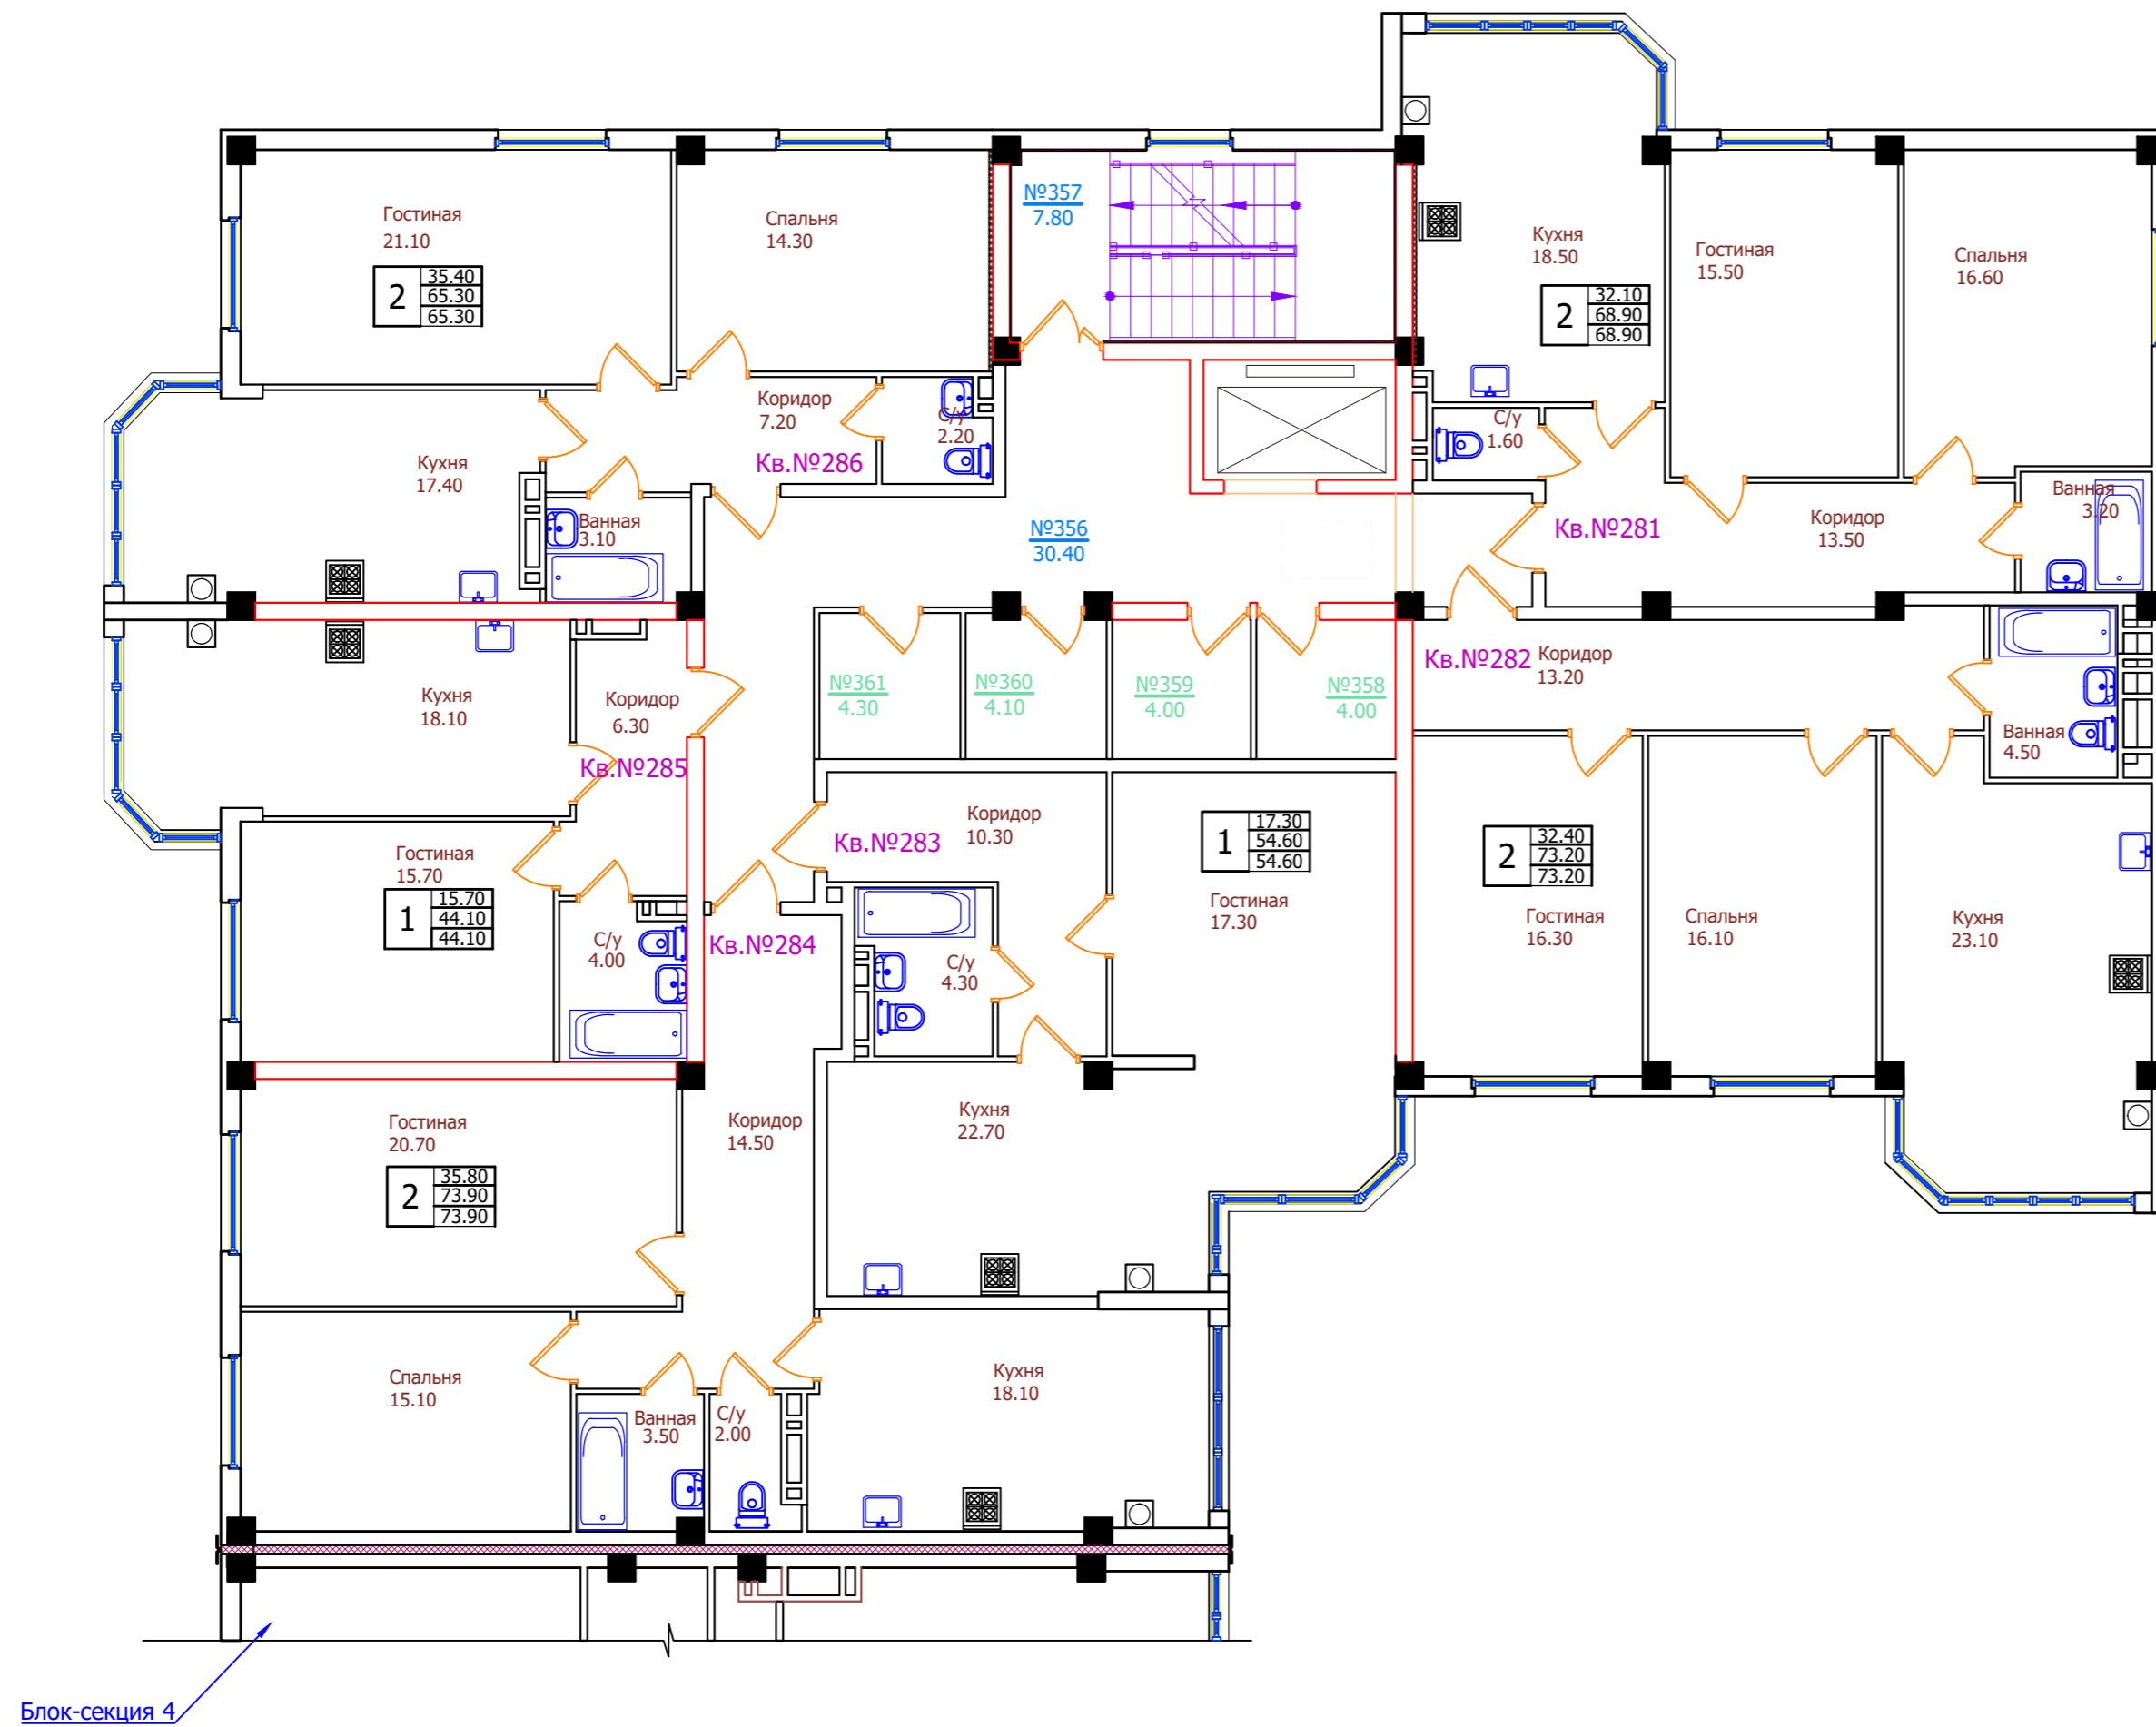 Гостиная
21.10
2
35.40
65.30
65.30
Спальня
14.30
№357
7.80
Кухня
18.50
2
32.10
68.90
68.90
Гостиная
15.50
Спальня
16.60
Кухня
17.40
Коридор
7.20
С/у
2.20
Кв.№286
Ванная
3.10
№356
30.40
С/у
1.60
Кв.№281
Коридор
13.50
Ванная
3.20
Кухня
18.10
Коридор
6.30
Кв.№285
№361
4.30
№360
4.10
№359
4.00
№358
4.00
Кв.№282
Коридор
13.20
Ванная
4.50
Гостиная
15.70
1
15.70
44.10
44.10
С/у
4.00
Кв.№283
Коридор
10.30
Кв.№284
С/у
4.30
1
17.30
54.60
54.60
Гостиная
17.30
2
32.40
73.20
73.20
Гостиная
16.30
Спальня
16.10
Кухня
23.10
Гостиная
20.70
2
35.80
73.90
73.90
Коридор
14.50
Кухня
22.70
Спальня
15.10
Ванная
3.50
С/у
2.00
Кухня
18.10
Блок-секция 4